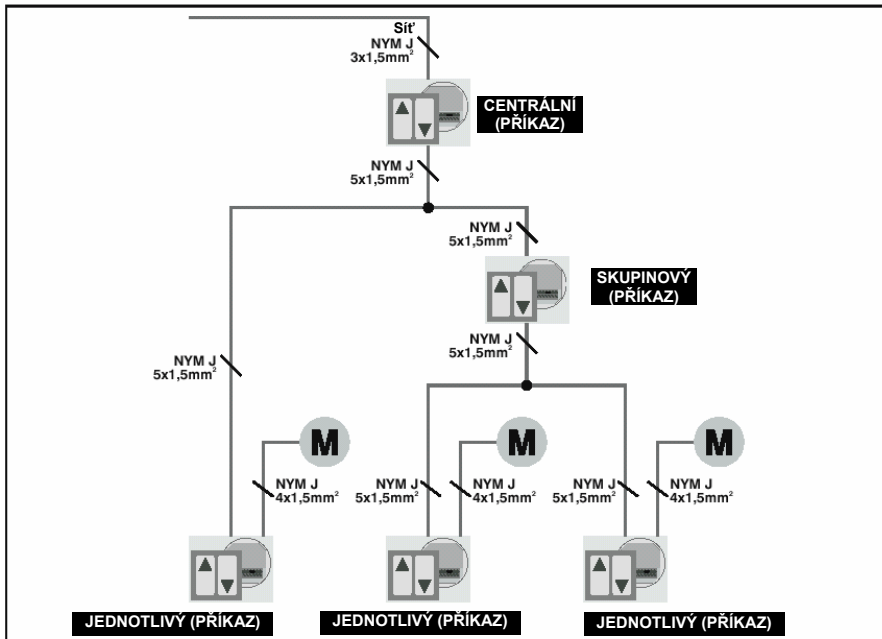 Síť
NYM J
3x1,5mm²
CENTRÁLNÍ
(PŘÍKAZ)
NYM J
5x1,5mm²
NYM J
5x1,5mm²
SKUPINOVÝ
(PŘÍKAZ)
NYM J
5x1,5mm²
NYM J
5x1,5mm²
M
M
M
NYM J
4x1,5mm²
NYM J
5x1,5mm²
NYM J
4x1,5mm²
NYM J
5x1,5mm²
NYM J
4x1,5mm²
JEDNOTLIVÝ (PŘÍKAZ)
JEDNOTLIVÝ (PŘÍKAZ)
JEDNOTLIVÝ (PŘÍKAZ)